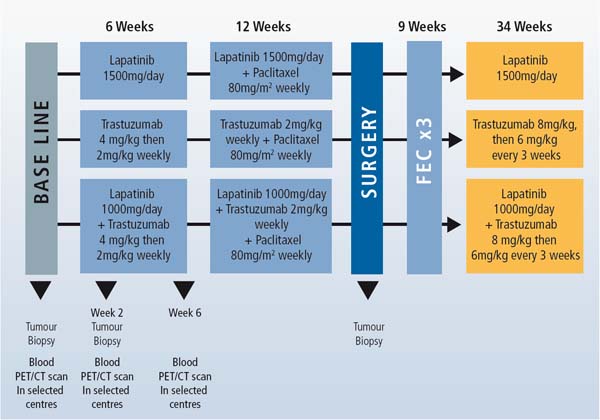 6 Weeks
12 Weeks
9 Weeks
34 Weeks
BASE LINE
Lapatinib
1500mg/day
Lapatinib 1500mg/day
+ Paclitaxel
80mg/m² weekly
SURGERY
FEC x3
Lapatinib
1500mg/day
Trastuzumab
4 mg/kg then
2mg/kg weekly
Trastuzumab 2mg/kg
weekly + Paclitaxel
80mg/m² weekly
Trastuzumab 8mg/kg,
then 6 mg/kg
every 3 weeks
Lapatinib
1000mg/day
+ Trastuzumab
4 mg/kg then
2mg/kg weekly
Lapatinib 1000mg/day
+ Trastuzumab 2mg/kg
weekly
+ Paclitaxel
80mg/m² weekly
Lapatinib
1000mg/day
+ Trastuzumab
8 mg/kg then
6mg/kg every 3 weeks
Tumour
Biopsy
Blood
PET/CT scan
In selected
centres
Week 2
Tumour
Biopsy
Blood
PET/CT scan
In selected
centres
Week 6
Blood
PET/CT scan
In selected
centres
Tumour
Biopsy